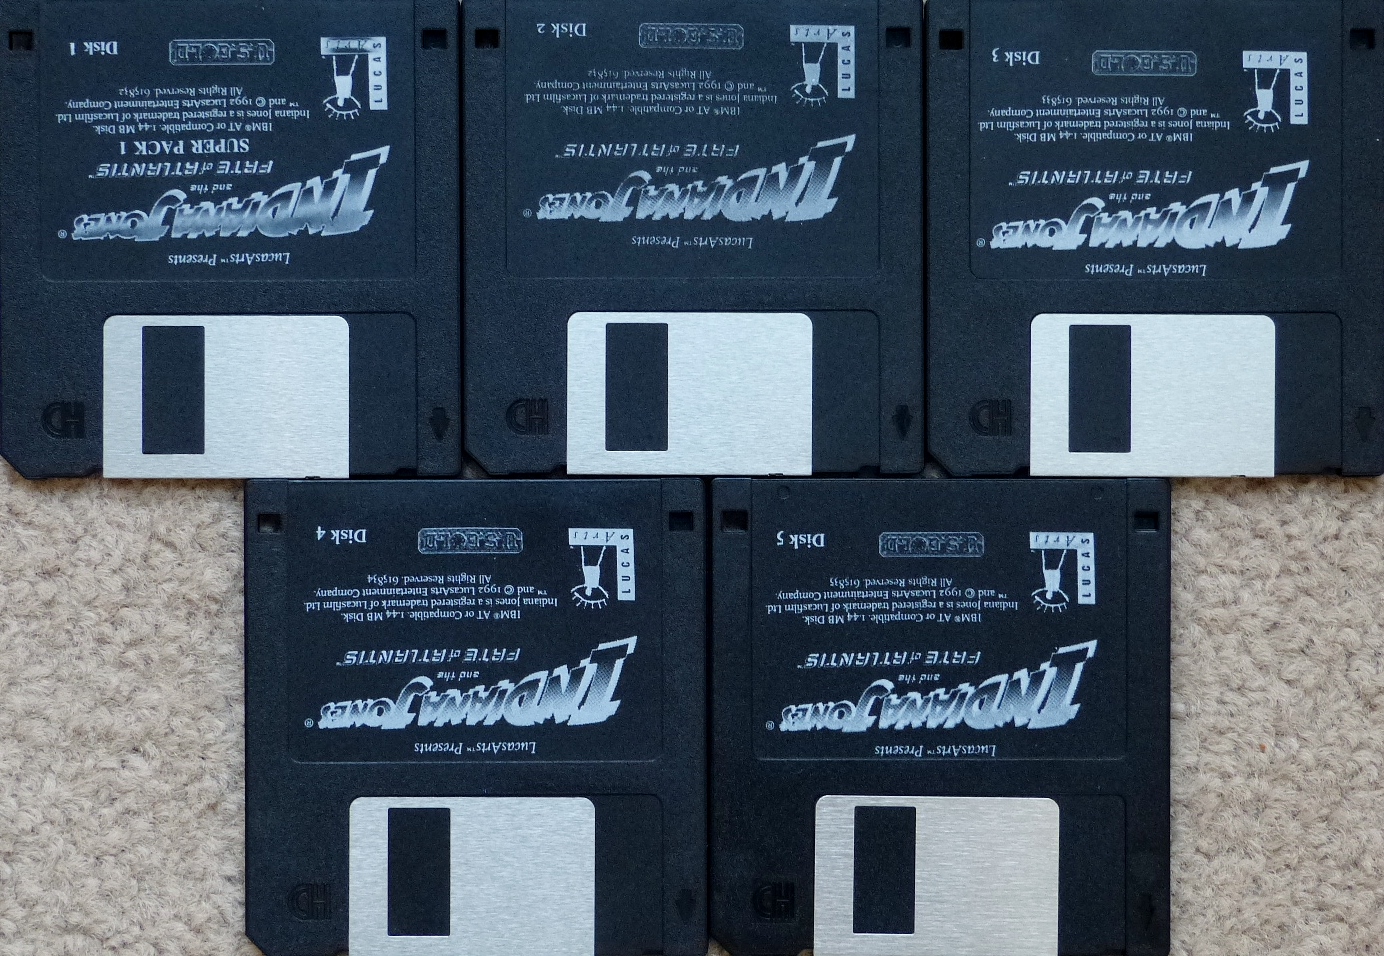 LucasArts™ Presents
INDIANA JONES®
and the
FATE of ATLANTIS™
SUPER PACK 1
IBM® AT or Compatible. 1.44 MB Disk.
Indiana Jones is a registered trademark of Lucasfilm Ltd.
™ and © 1992 LucasArts Entertainment Company.
All Rights Reserved. 615832
LUCAS
Arts
U.S. GOLD
Disk 1
HD
LucasArts™ Presents
INDIANA JONES®
and the
FATE of ATLANTIS™
IBM® AT or Compatible. 1.44 MB Disk.
Indiana Jones is a registered trademark of Lucasfilm Ltd.
™ and © 1992 LucasArts Entertainment Company.
All Rights Reserved. 615832
LUCAS
Arts
U.S. GOLD
Disk 2
HD
LucasArts™ Presents
INDIANA JONES®
and the
FATE of ATLANTIS™
IBM® AT or Compatible. 1.44 MB Disk.
Indiana Jones is a registered trademark of Lucasfilm Ltd.
™ and © 1992 LucasArts Entertainment Company.
All Rights Reserved. 615833
LUCAS
Arts
U.S. GOLD
Disk 3
HD
LucasArts™ Presents
INDIANA JONES®
and the
FATE of ATLANTIS™
IBM® AT or Compatible. 1.44 MB Disk.
Indiana Jones is a registered trademark of Lucasfilm Ltd.
™ and © 1992 LucasArts Entertainment Company.
All Rights Reserved. 615834
LUCAS
Arts
U.S. GOLD
Disk 4
HD
LucasArts™ Presents
INDIANA JONES®
and the
FATE of ATLANTIS™
IBM® AT or Compatible. 1.44 MB Disk.
Indiana Jones is a registered trademark of Lucasfilm Ltd.
™ and © 1992 LucasArts Entertainment Company.
All Rights Reserved. 615835
LUCAS
Arts
U.S. GOLD
Disk 5
HD